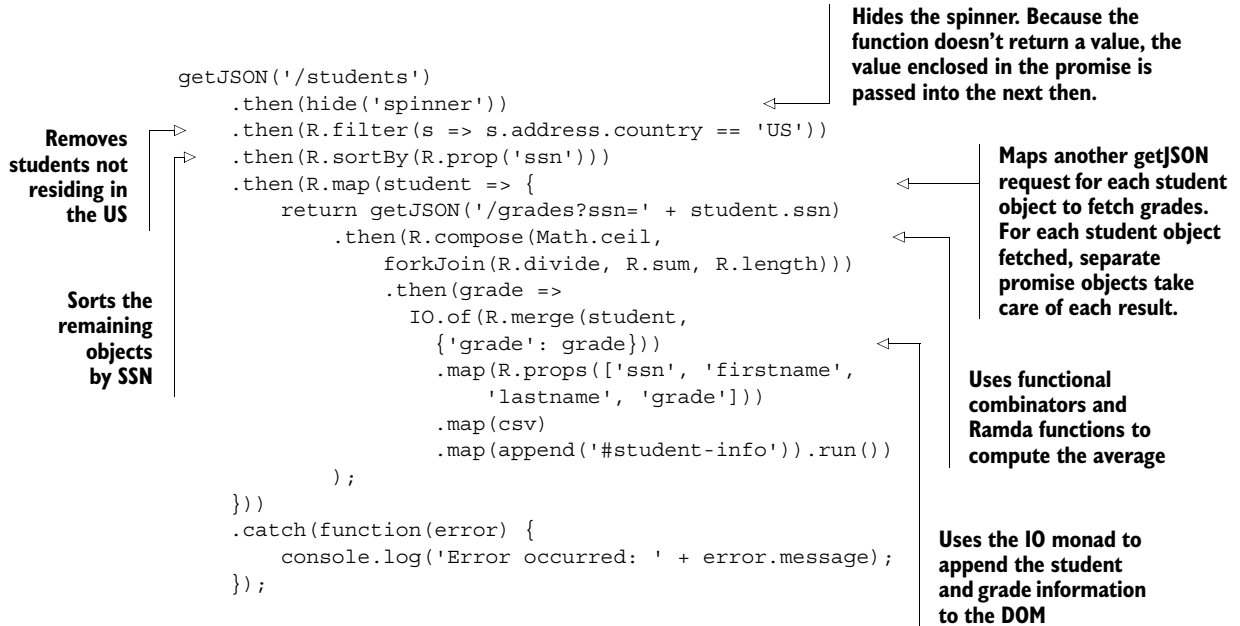 Hides the spinner. Because the
function doesn't return a value, the
value enclosed in the promise is
passed into the next then.
getJSON('/students')
.then(hide('spinner'))
.then(R.filter(s => s.address.country == 'US'))
.then(R.sortBy(R.prop('ssn')))
.then(R.map(student => {
return getJSON('/grades?ssn=' + student.ssn)
.then(R.compose(Math.ceil,
forkJoin(R.divide, R.sum, R.length)))
.then(grade =>
IO.of(R.merge(student,
{'grade': grade}))
.map(R.props(['ssn', 'firstname',
'lastname', 'grade']))
.map(csv)
.map(append('#student-info')).run())
);
}))
.catch(function(error) {
console.log('Error occurred: ' + error.message);
});
Removes
students not
residing in
the US
Sorts the
remaining
objects
by SSN
Maps another getJSON
request for each student
object to fetch grades.
For each student object
fetched, separate
promise objects take
care of each result.
Uses functional
combinators and
Ramda functions to
compute the average
Uses the IO monad to
append the student
and grade information
to the DOM